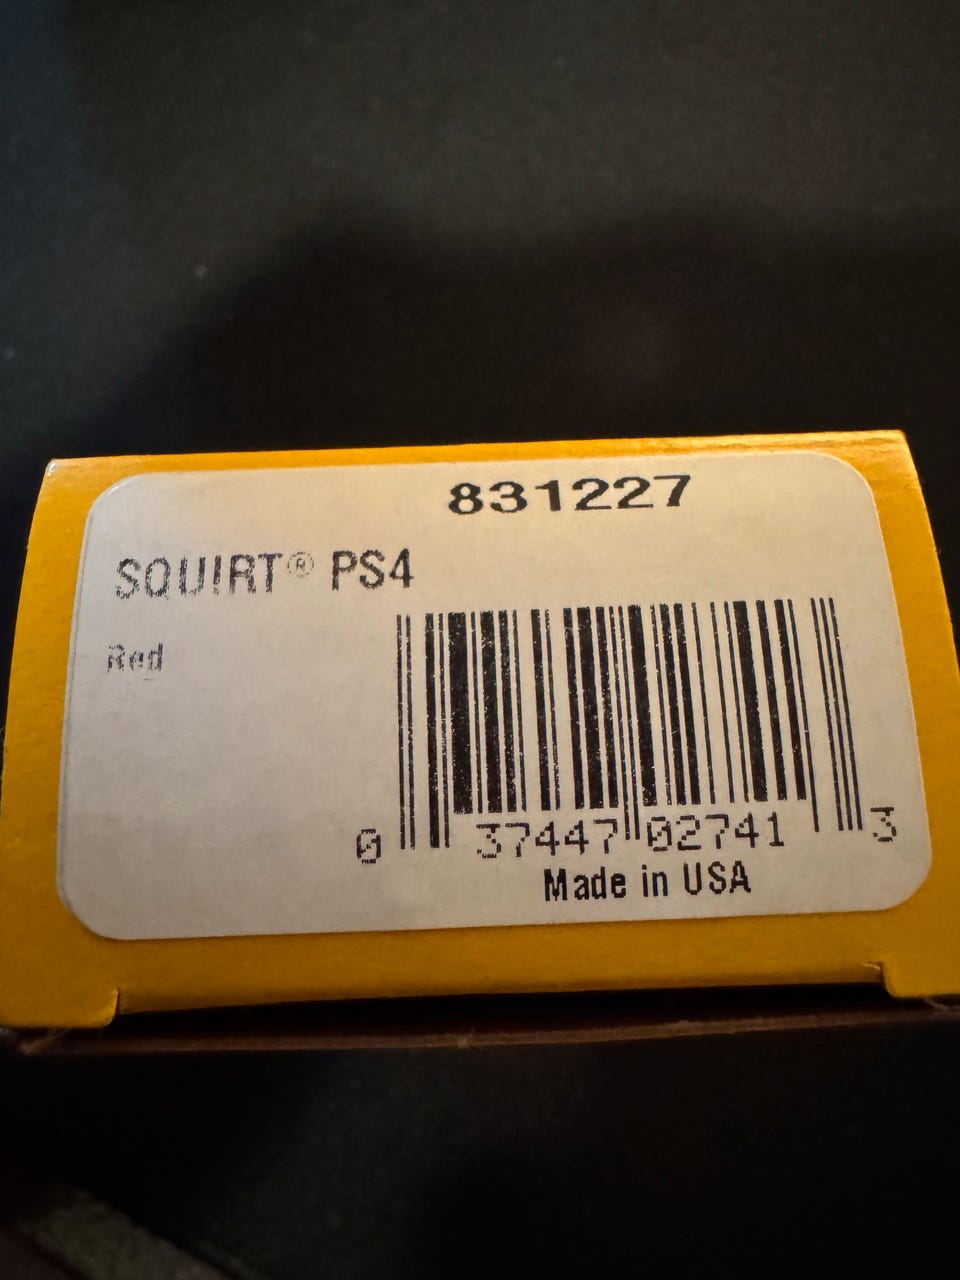 831227
SQUIRT® PS4
Red
0 37447 02741 3
Made in USA